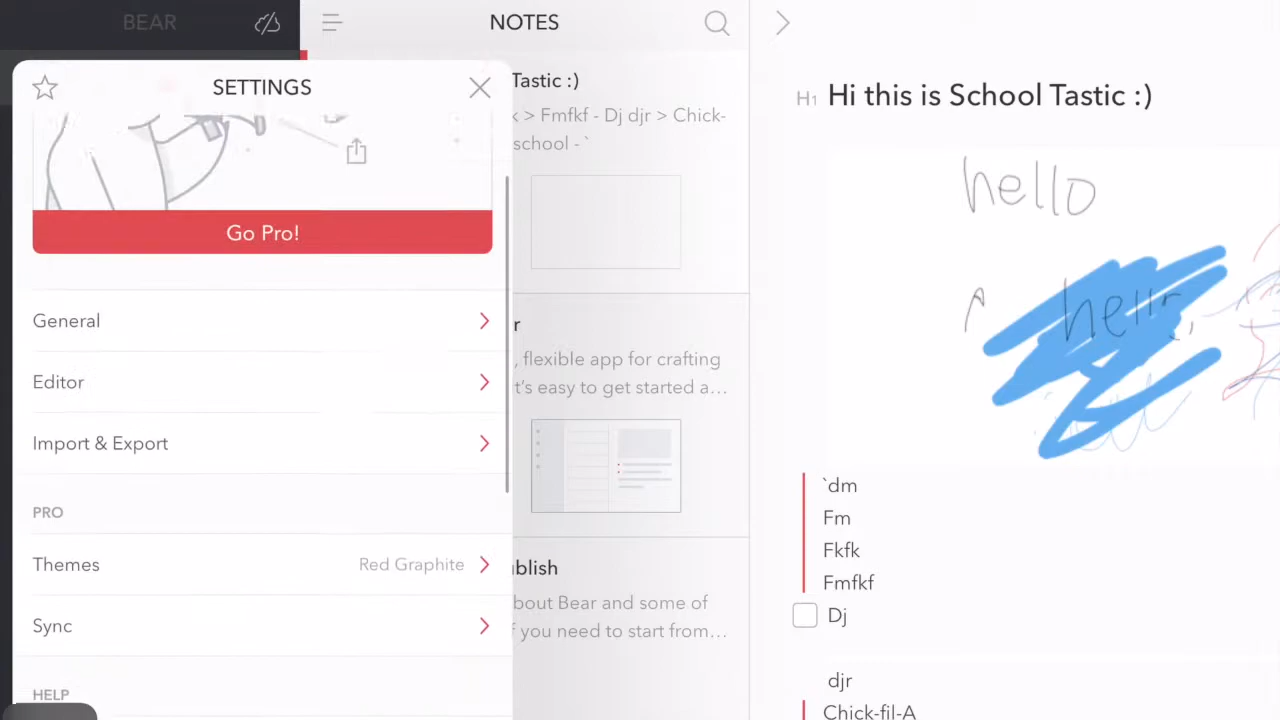 BEAR
NOTES
SETTINGS
Go Pro!
General
Editor
Import & Export
PRO
Themes
Red Graphite
Sync
HELP
Tastic :)
k > Fmfkf - Dj djr > Chick-
school - `
r
, flexible app for crafting
t's easy to get started a...
blish
bout Bear and some of
f you need to start from...
H1 Hi this is School Tastic :)
hello
hello
`dm
Fm
Fkfk
Fmfkf
Dj
djr
Chick-fil-A